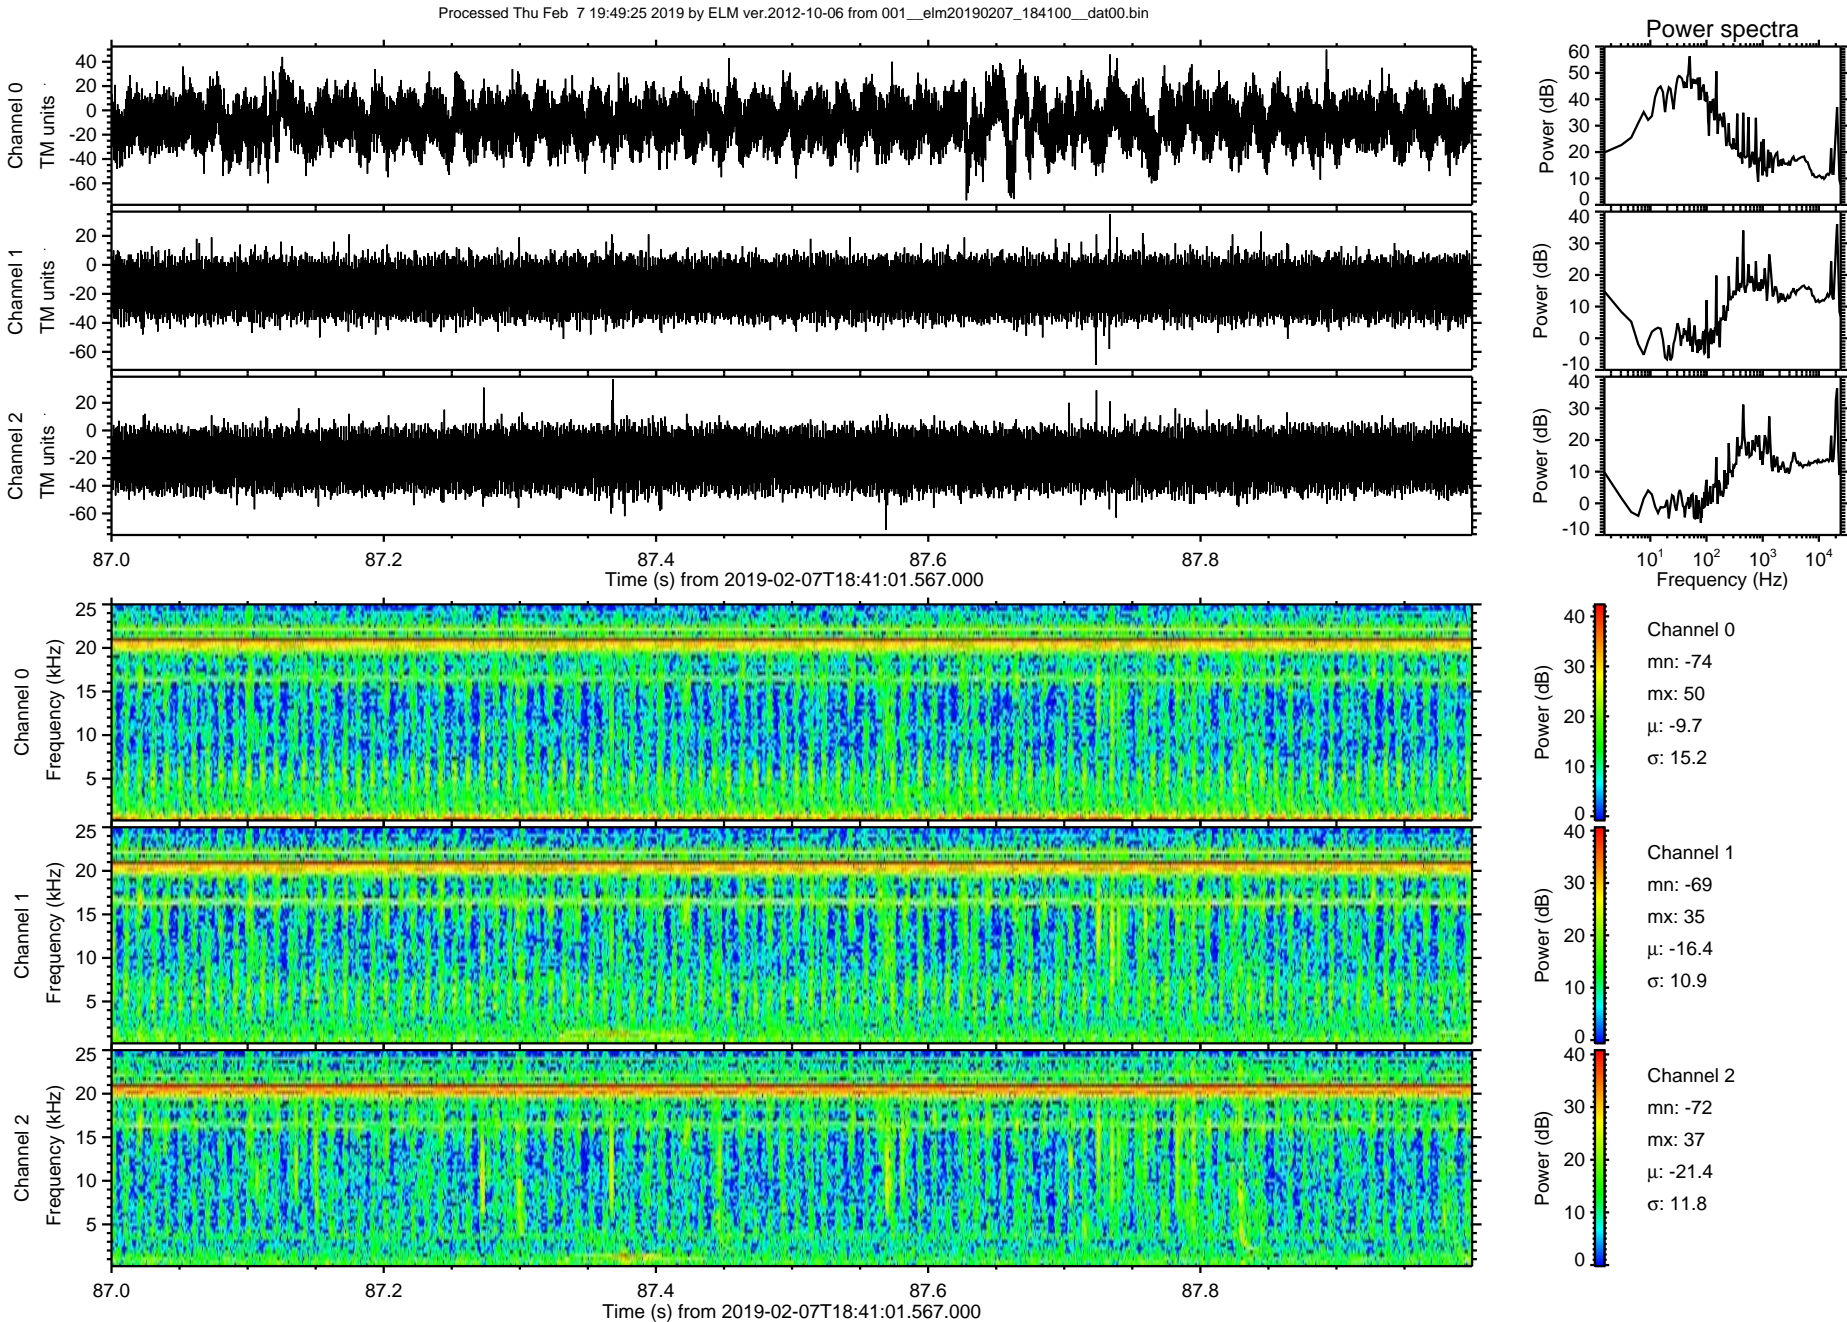 Processed Thu Feb  7 19:49:25 2019 by ELM ver.2012-10-06 from 001__elm20190207_184100__dat00.bin
Power spectra
Channel 0
TM units
40
20
0
-20
-40
-60
Power (dB)
60
50
40
30
20
10
0
Channel 1
TM units
20
0
-20
-40
-60
Power (dB)
40
30
20
10
0
-10
Channel 2
TM units
20
0
-20
-40
-60
Power (dB)
40
30
20
10
0
-10
87.0 87.2 87.4 87.6 87.8
Time (s) from 2019-02-07T18:41:01.567.000
10¹ 10² 10³ 10⁴
Frequency (Hz)
Channel 0
Frequency (kHz)
25
20
15
10
5
Power (dB)
40
30
20
10
0
Channel 0
mn: -74
mx: 50
μ: -9.7
σ: 15.2
Channel 1
Frequency (kHz)
25
20
15
10
5
Power (dB)
40
30
20
10
0
Channel 1
mn: -69
mx: 35
μ: -16.4
σ: 10.9
Channel 2
Frequency (kHz)
25
20
15
10
5
Power (dB)
40
30
20
10
0
Channel 2
mn: -72
mx: 37
μ: -21.4
σ: 11.8
87.0 87.2 87.4 87.6 87.8
Time (s) from 2019-02-07T18:41:01.567.000